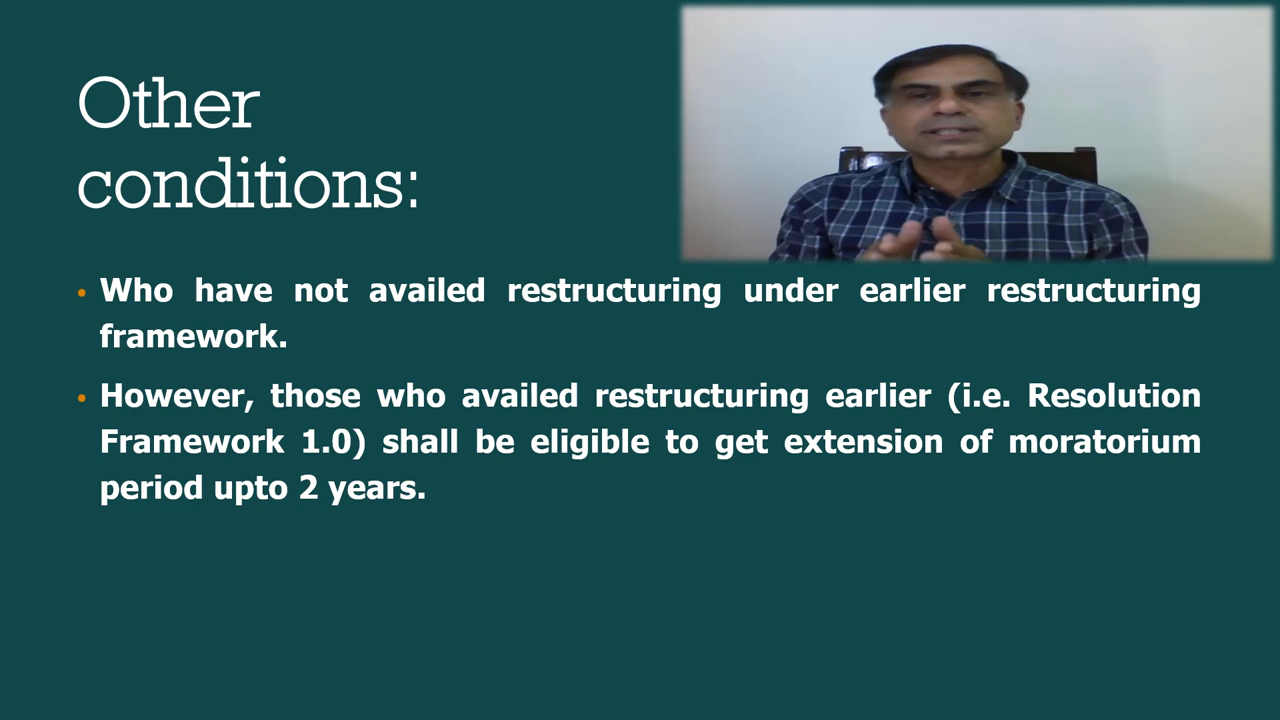 Other
conditions:
• Who have not availed restructuring under earlier restructuring
framework.
• However, those who availed restructuring earlier (i.e. Resolution
Framework 1.0) shall be eligible to get extension of moratorium
period upto 2 years.